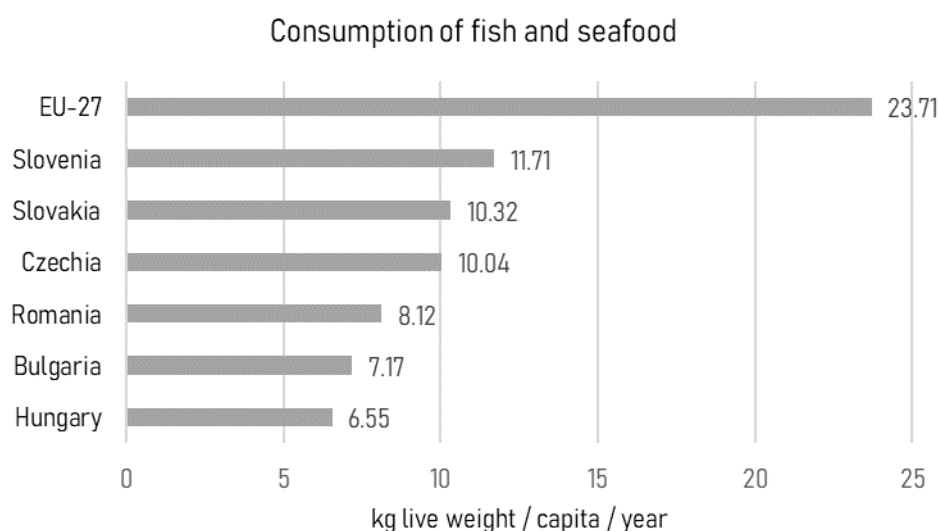 Consumption of fish and seafood
EU-27 23.71
Slovenia 11.71
Slovakia 10.32
Czechia 10.04
Romania 8.12
Bulgaria 7.17
Hungary 6.55
0 5 10 15 20 25
kg live weight / capita / year